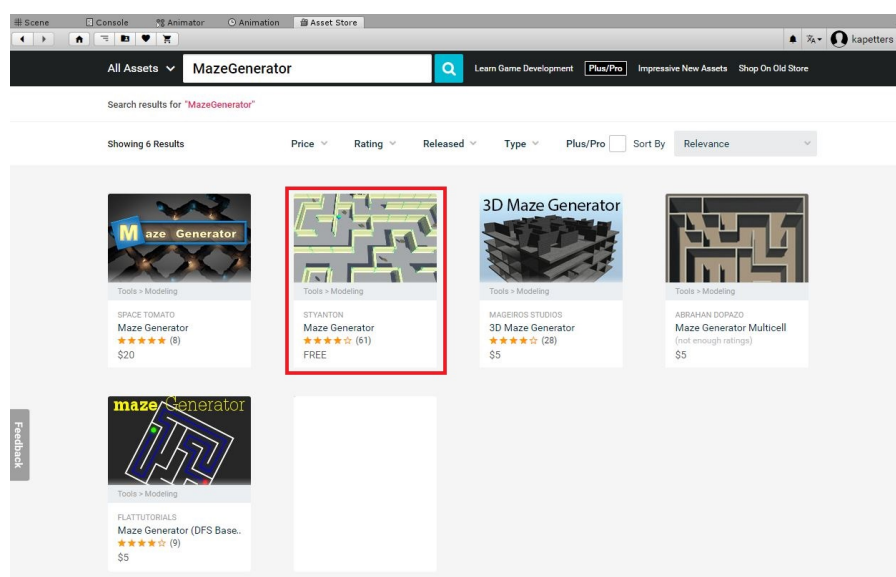 Scene
Console
Animator
Animation
Asset Store
kapetters
All Assets
MazeGenerator
Learn Game Development
Plus/Pro
Impressive New Assets
Shop On Old Store
Search results for "MazeGenerator"
Showing 6 Results
Price
Rating
Released
Type
Plus/Pro
Sort By
Relevance
Maze Generator
Tools > Modeling
SPACE TOMATO
Maze Generator
(8)
$20
Tools > Modeling
STYANTON
Maze Generator
(61)
FREE
3D Maze Generator
Tools > Modeling
MAGEIROS STUDIOS
3D Maze Generator
(28)
$5
Tools > Modeling
ABRAHAN DOPAZO
Maze Generator Multicell
(not enough ratings)
$5
Feedback
maze Generator
Tools > Modeling
FLATTUTORIALS
Maze Generator (DFS Base..
(9)
$5